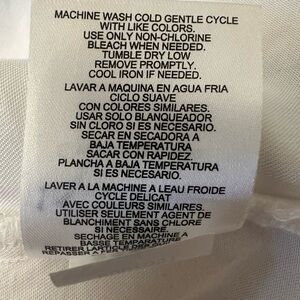 MACHINE WASH COLD GENTLE CYCLE
WITH LIKE COLORS.
USE ONLY NON-CHLORINE
BLEACH WHEN NEEDED.
TUMBLE DRY LOW
REMOVE PROMPTLY.
COOL IRON IF NEEDED.
LAVAR A MAQUINA EN AGUA FRIA
CICLO SUAVE
CON COLORES SIMILARES.
USAR SOLO BLANQUEADOR
SIN CLORO SI ES NECESARIO.
SECAR EN SECADORA A
BAJA TEMPERATURA
SACAR CON RAPIDEZ.
PLANCHA A BAJA TEMPERATURA
SI ES NECESARIO.
LAVER A LA MACHINE A LEAU FROIDE
CYCLE DELICAT
AVEC COULEURS SIMILAIRES.
UTILISER SEULEMENT AGENT DE
BLANCHIMENT SANS CHLORE
SI NECESSAIRE.
SECHAGE EN MACHINE A
BASSE TEMPARATURE
RETIRER LARTICLE
REPASSER A